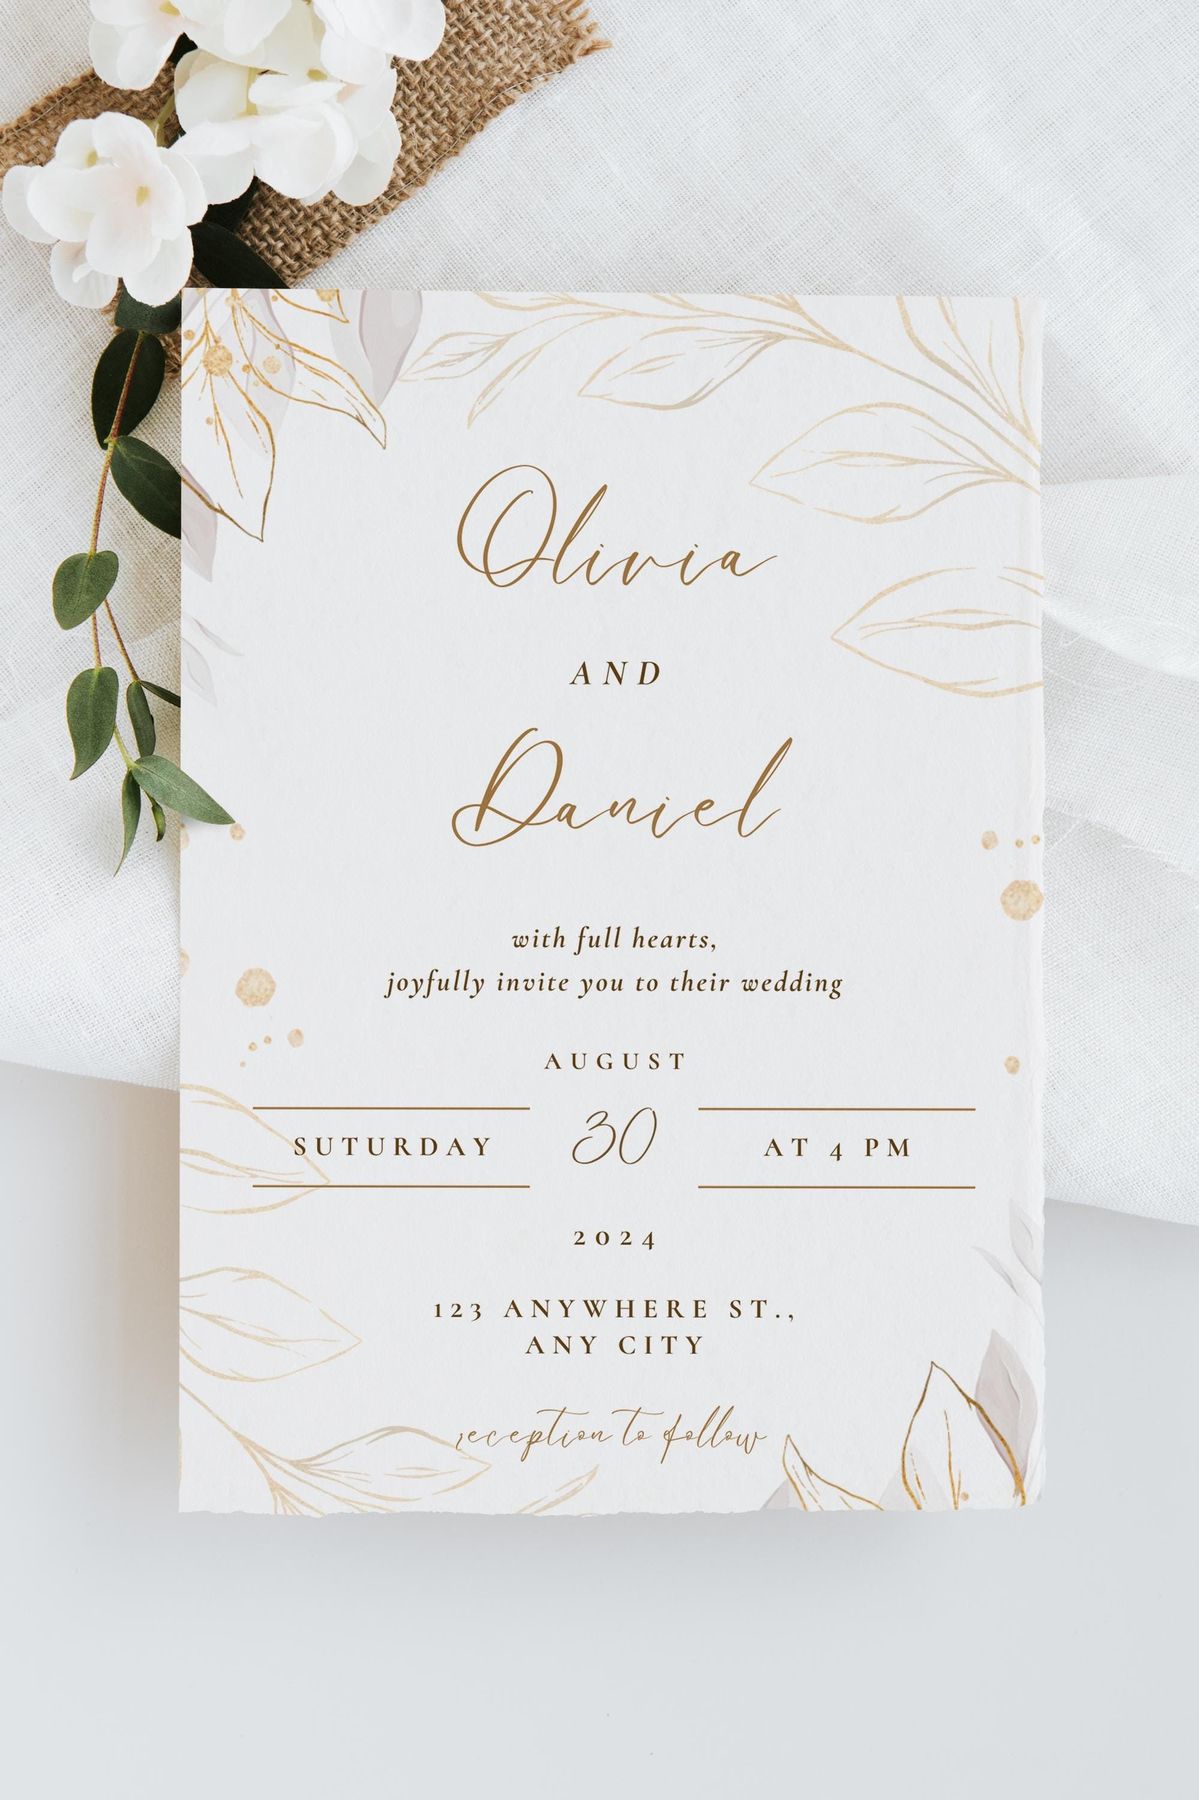 Olivia
AND
Daniel
with full hearts,
joyfully invite you to their wedding
AUGUST
SUTURDAY 30 AT 4 PM
2024
123 ANYWHERE ST.,
ANY CITY
reception to follow